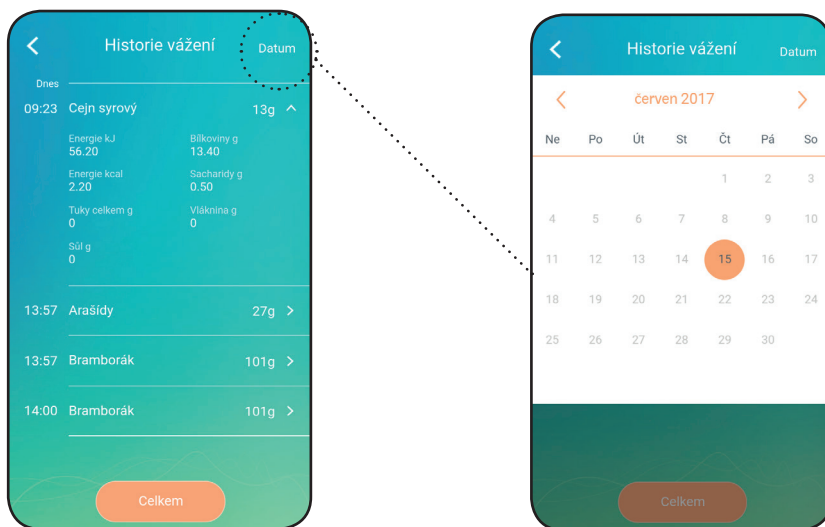 Historie vážení Datum
Dnes
09:23 Cejn syrový 13g
Energie kJ Bílkoviny g
56.20 13.40
Energie kcal Sacharidy g
2.20 0.50
Tuky celkem g Vláknina g
0 0
Sůl g
0
13:57 Arašídy 27g
13:57 Bramborák 101g
14:00 Bramborák 101g
Celkem
Historie vážení Datum
červen 2017
Ne Po Út St Čt Pá So
1 2 3
4 5 6 7 8 9 10
11 12 13 14 15 16 17
18 19 20 21 22 23 24
25 26 27 28 29 30
Celkem